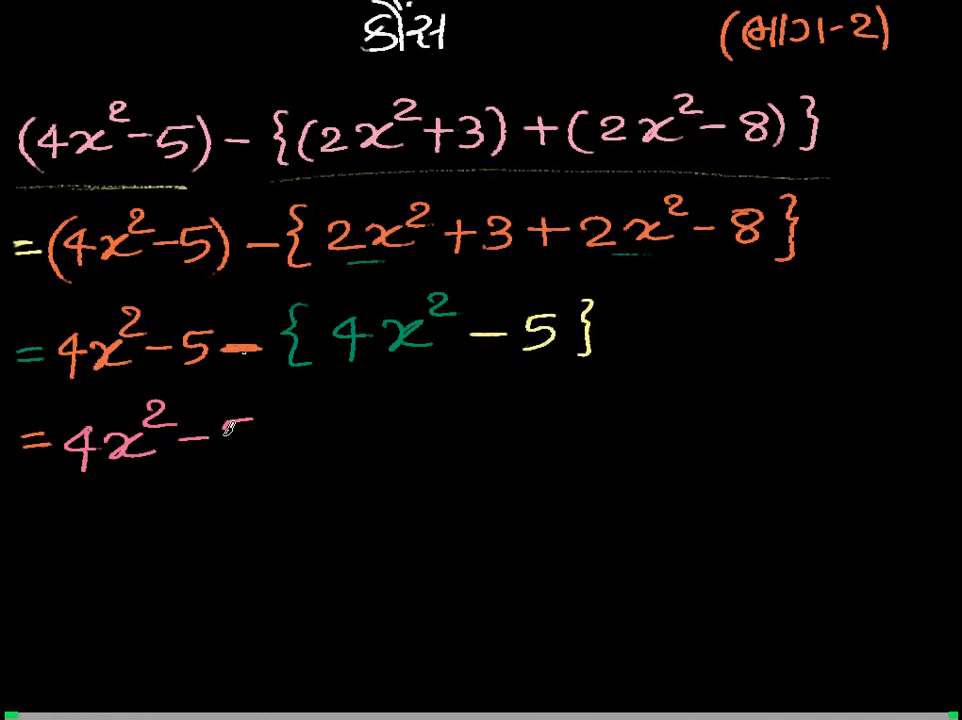 કૌંસ
(ભાગ-2)
(4x² - 5) - {(2x² + 3) + (2x² - 8)}
= (4x² - 5) - {2x² + 3 + 2x² - 8}
= 4x² - 5 - {4x² - 5}
= 4x² -